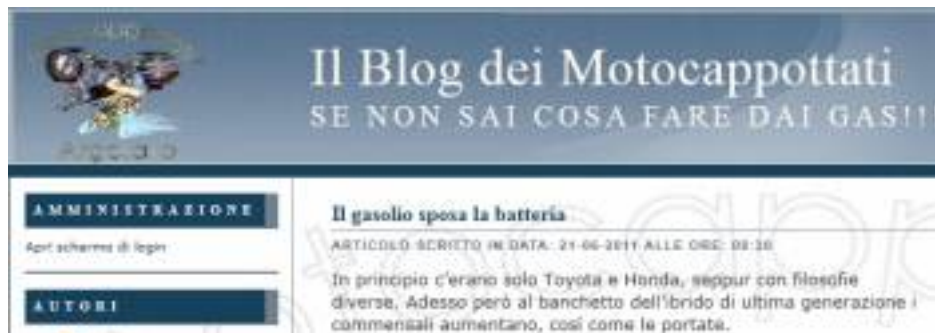 Il Blog dei Motocappottati
SE NON SAI COSA FARE DAI GAS!!
AMMINISTRAZIONE
Apri schermo di login
AUTORI
Il gasolio sposa la batteria
ARTICOLO SCRITTO IN DATA: 21-06-2011 ALLE ORE:
In principio c'erano solo Toyota e Honda, seppur con filosofie
diverse. Adesso però al banchetto dell'ibrido di ultima generazione i
commensali aumentano, così come le portate.